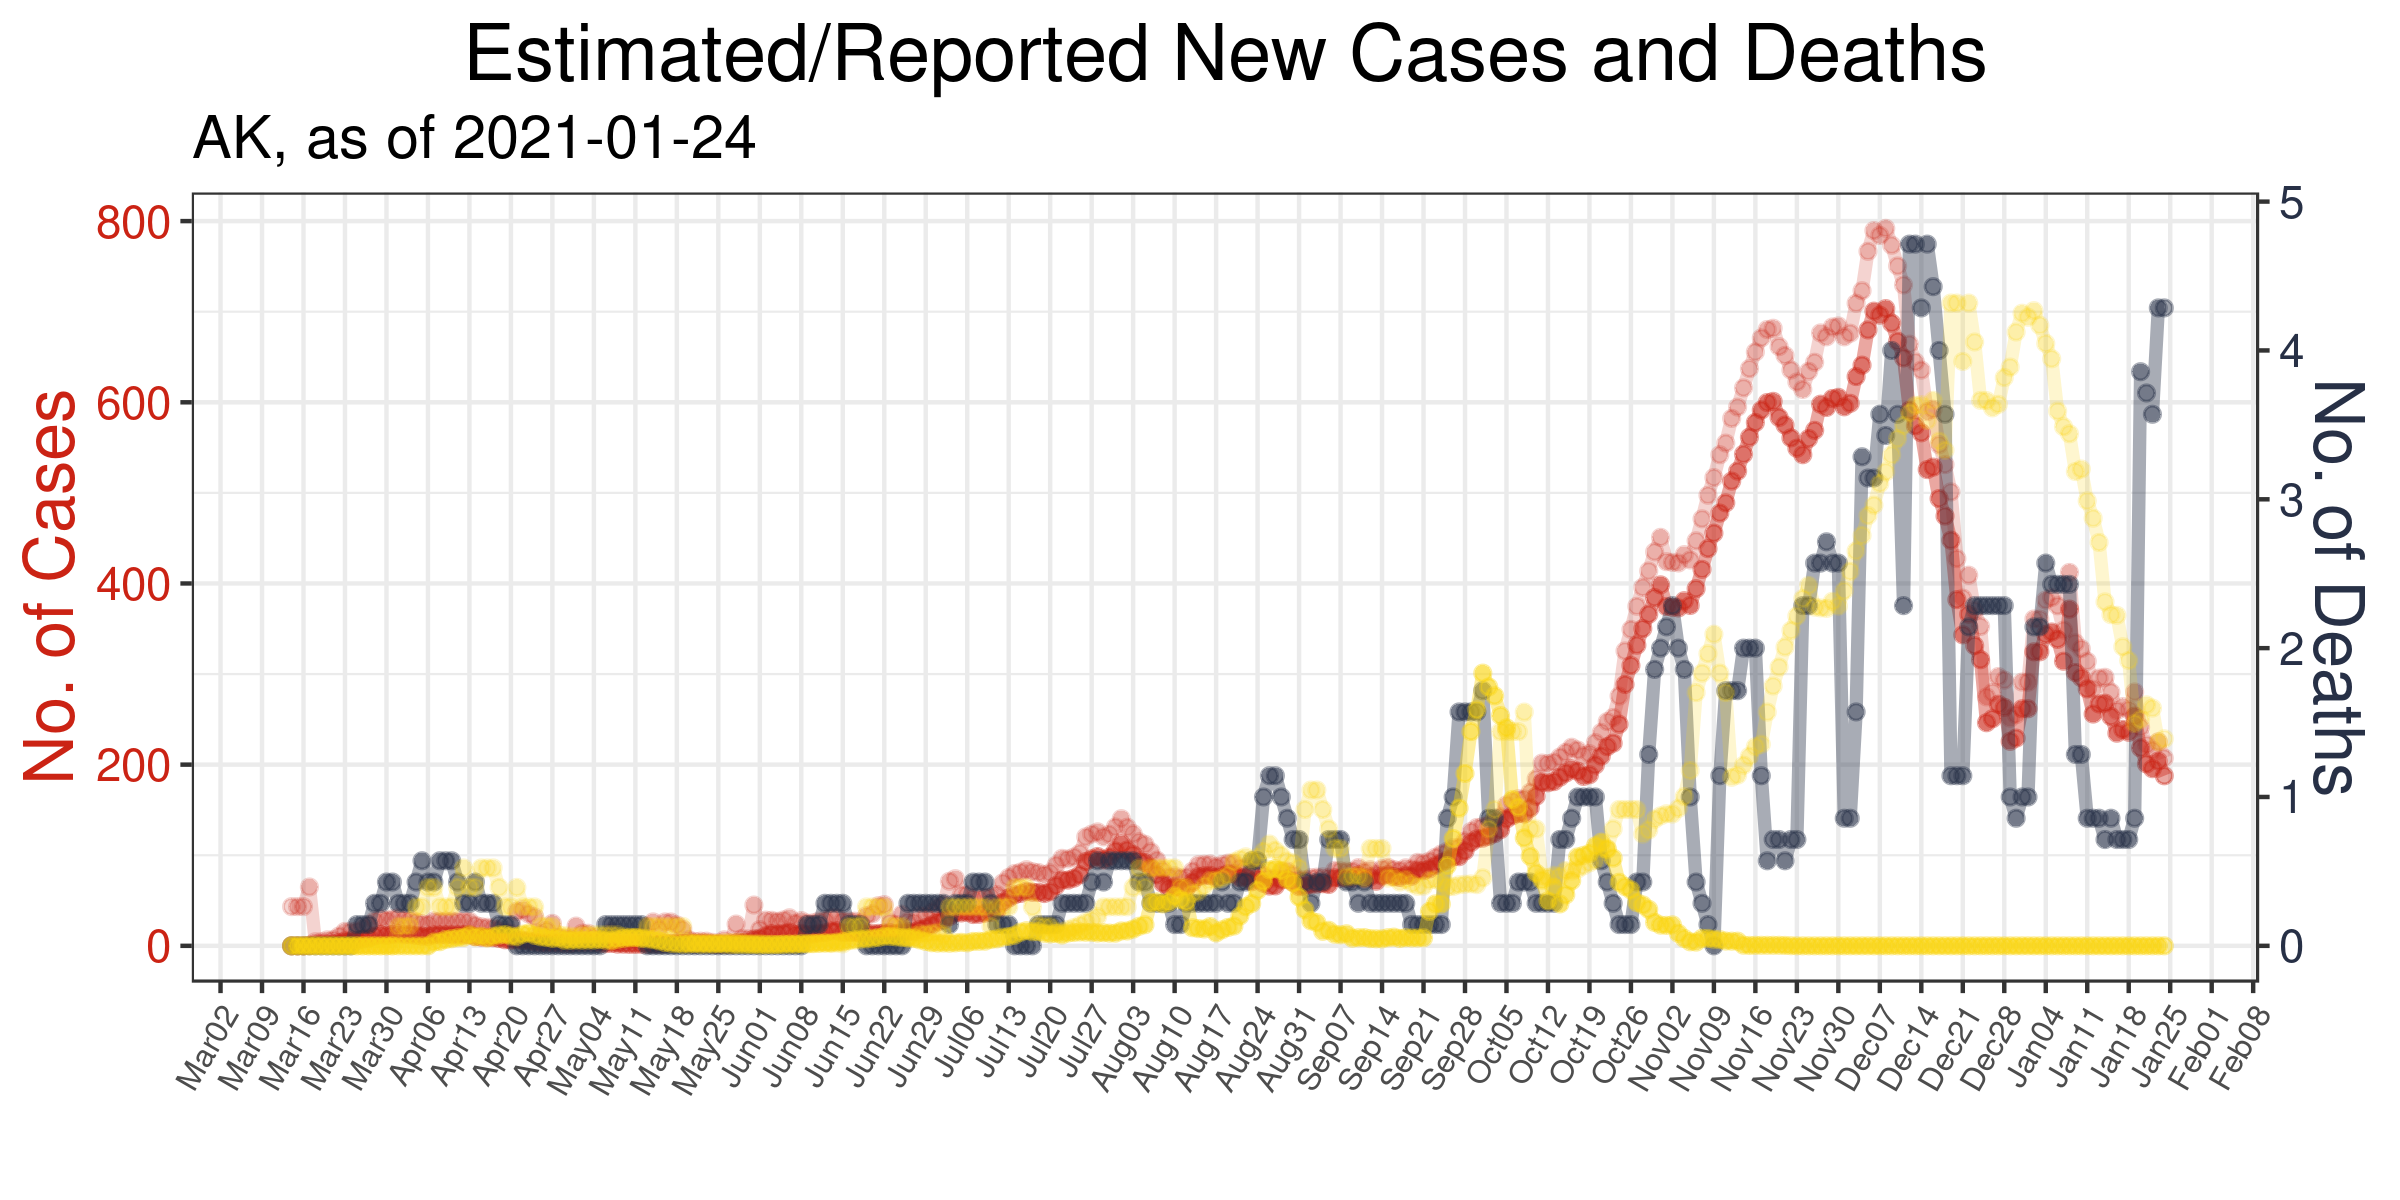 Estimated/Reported New Cases and Deaths
AK, as of 2021-01-24
No. of Cases
800
600
400
200
0
5
4
3
2
1
0
No. of Deaths
Mar02 Mar09 Mar16 Mar23 Mar30 Apr06 Apr13 Apr20 Apr27 May04 May11 May18 May25 Jun01 Jun08 Jun15 Jun22 Jun29 Jul06 Jul13 Jul20 Jul27 Aug03 Aug10 Aug17 Aug24 Aug31 Sep07 Sep14 Sep21 Sep28 Oct05 Oct12 Oct19 Oct26 Nov02 Nov09 Nov16 Nov23 Nov30 Dec07 Dec14 Dec21 Dec28 Jan04 Jan11 Jan18 Jan25 Feb01 Feb08